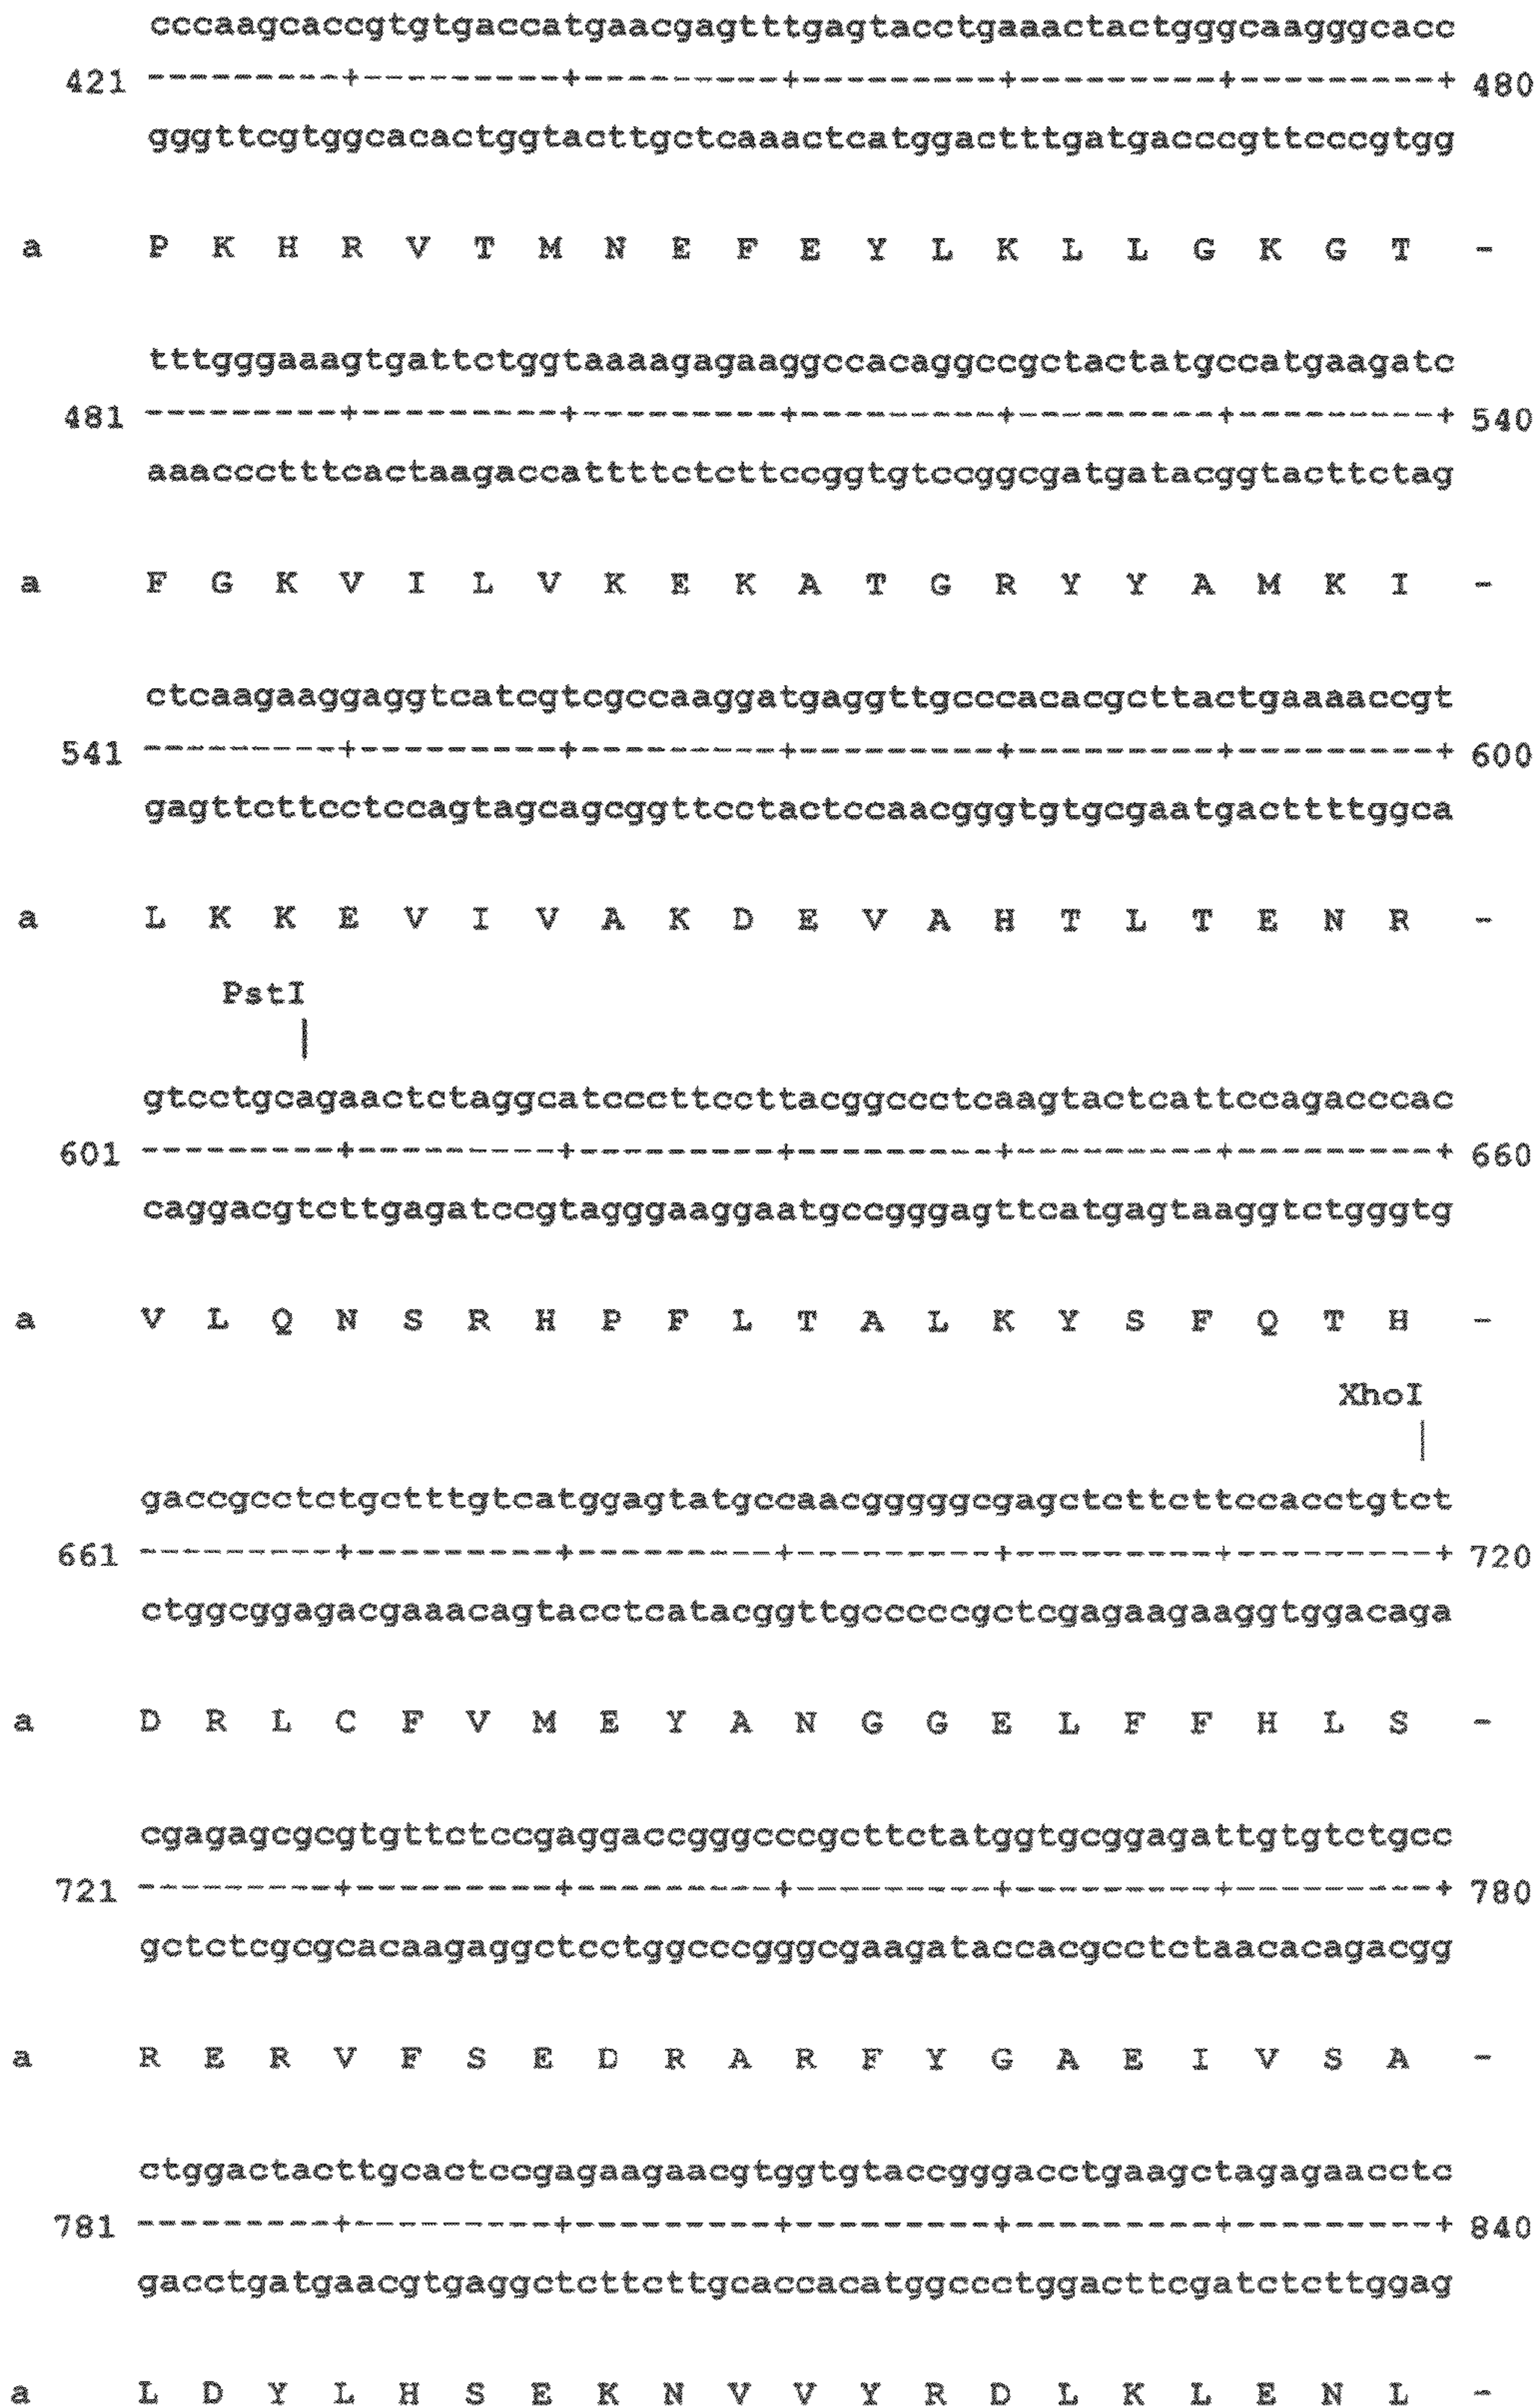 cccaagcaccgtgtgaccatgaacgagtttgagtacctgaaactactgggcaagggcacc
421 ---------+---------+---------+---------+---------+---------+ 480
gggttcgtggcacactggtacttgctcaaactcatggactttgatgacccgttcccgtgg
a P K H R V T M N E F E Y L K L L G K G T -
tttgggaaagtgattctggtaaaagagaaggccacaggccgctactatgccatgaagatc
481 ---------+---------+---------+---------+---------+---------+ 540
aaaccctttcactaagaccattttctcttccggtgtccggcgatgatacggtacttctag
a F G K V I L V K E K A T G R Y Y A M K I -
ctcaagaaggaggtcatcgtcgccaaggatgaggttgcccacacgcttactgaaaaccgt
541 ---------+---------+---------+---------+---------+---------+ 600
gagttcttcctccagtagcagcggttcctactccaacgggtgtgcgaatgacttttggca
a L K K E V I V A K D E V A H T L T E N R -
PstI
|
gtcctgcagaactctaggcatcccttccttacggccctcaagtactcattccagacccac
601 ---------+---------+---------+---------+---------+---------+ 660
caggacgtcttgagatccgtagggaaggaatgccgggagttcatgagtaaggtctgggtg
a V L Q N S R H P F L T A L K Y S F Q T H -
XhoI
|
gaccgcctctgctttgtcatggagtatgccaacgggggcgagctcttcttccacctgtct
661 ---------+---------+---------+---------+---------+---------+ 720
ctggcggagacgaaacagtacctcatacggttgcccccgctcgagaagaaggtggacaga
a D R L C F V M E Y A N G G E L F F H L S -
cgagagcgcgtgttctccgaggaccgggcccgcttctatggtgcggagattgtgtctgcc
721 ---------+---------+---------+---------+---------+---------+ 780
gctctcgcgcacaagaggctcctggcccgggcgaagataccacgcctctaacacagacgg
a R E R V F S E D R A R F Y G A E I V S A -
ctggactacttgcactccgagaagaacgtggtgtaccgggacctgaagctagagaacctc
781 ---------+---------+---------+---------+---------+---------+ 840
gacctgatgaacgtgaggctcttcttgcaccacatggccctggacttcgatctcttggag
a L D Y L H S E K N V V Y R D L K L E N L -